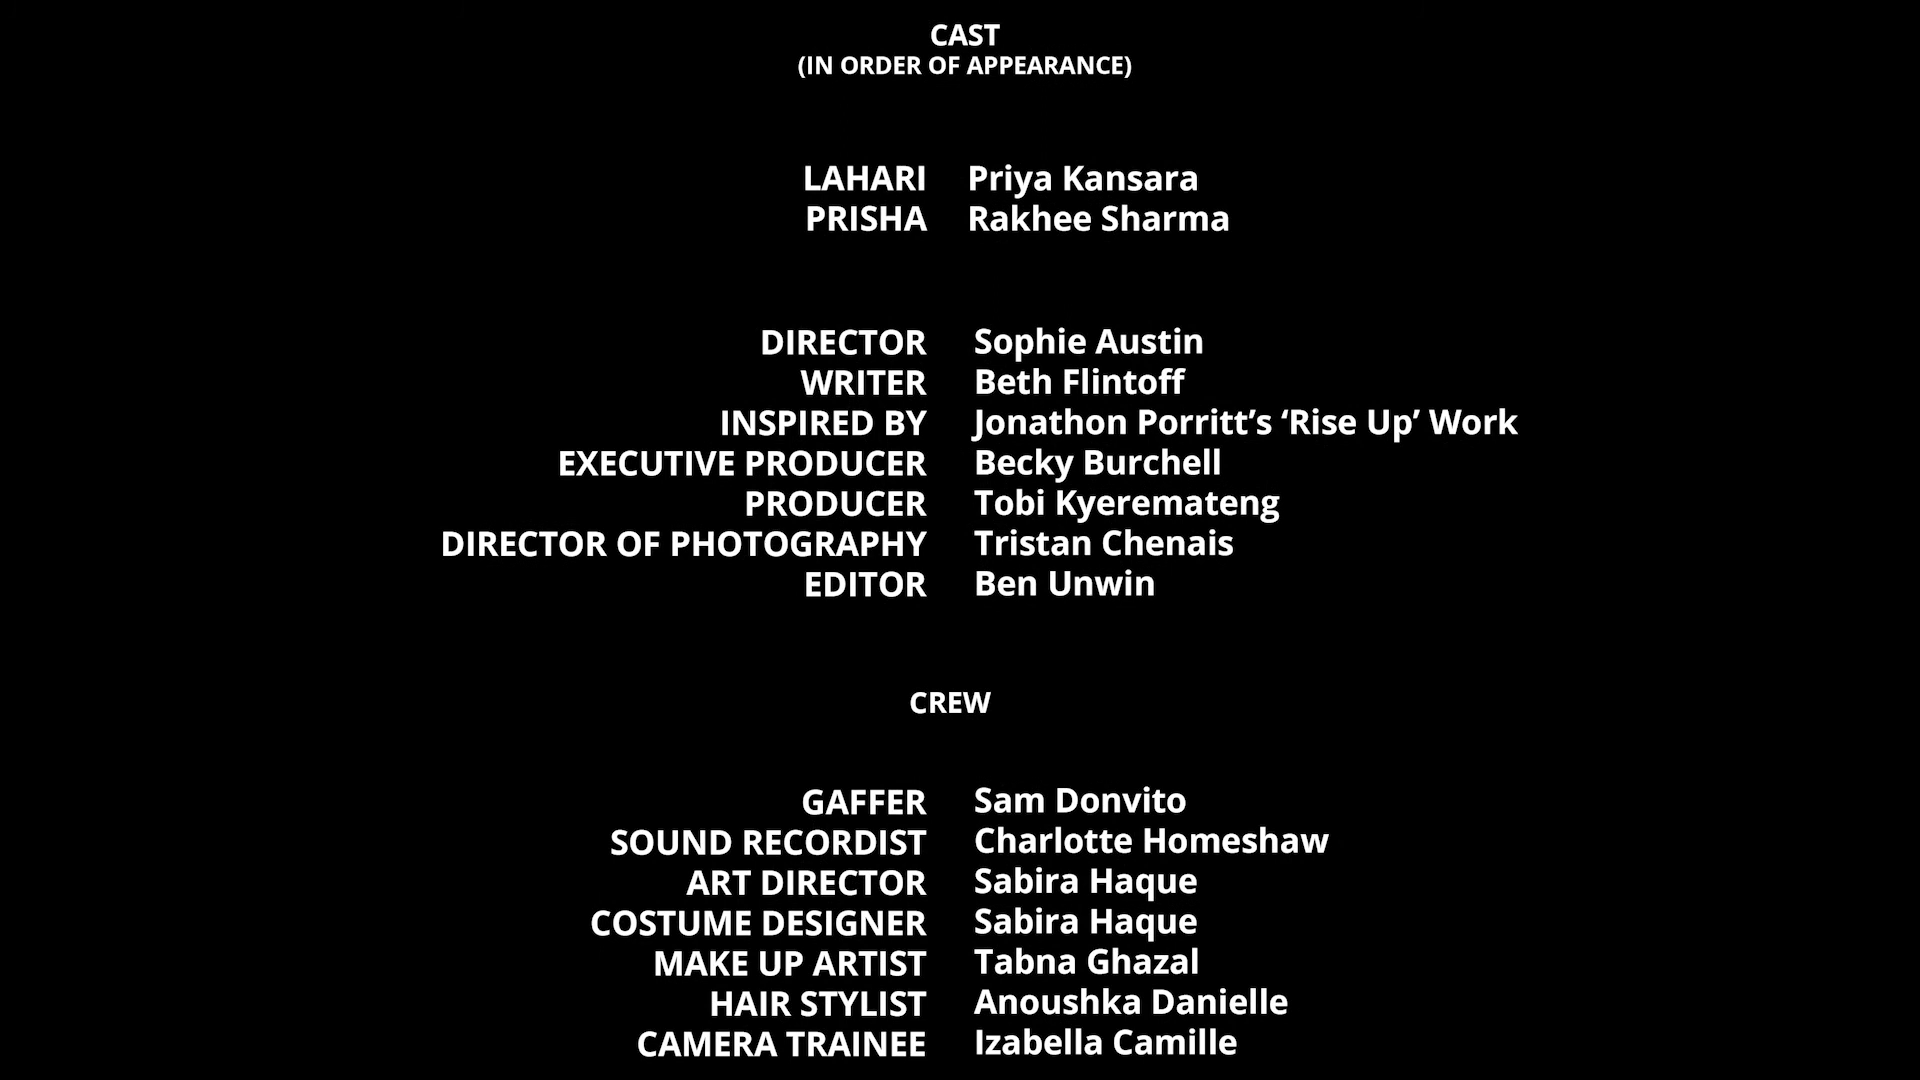 CAST
(IN ORDER OF APPEARANCE)
LAHARI Priya Kansara
PRISHA Rakhee Sharma
DIRECTOR Sophie Austin
WRITER Beth Flintoff
INSPIRED BY Jonathon Porritt’s ‘Rise Up’ Work
EXECUTIVE PRODUCER Becky Burchell
PRODUCER Tobi Kyeremateng
DIRECTOR OF PHOTOGRAPHY Tristan Chenais
EDITOR Ben Unwin
CREW
GAFFER Sam Donvito
SOUND RECORDIST Charlotte Homeshaw
ART DIRECTOR Sabira Haque
COSTUME DESIGNER Sabira Haque
MAKE UP ARTIST Tabna Ghazal
HAIR STYLIST Anoushka Danielle
CAMERA TRAINEE Izabella Camille